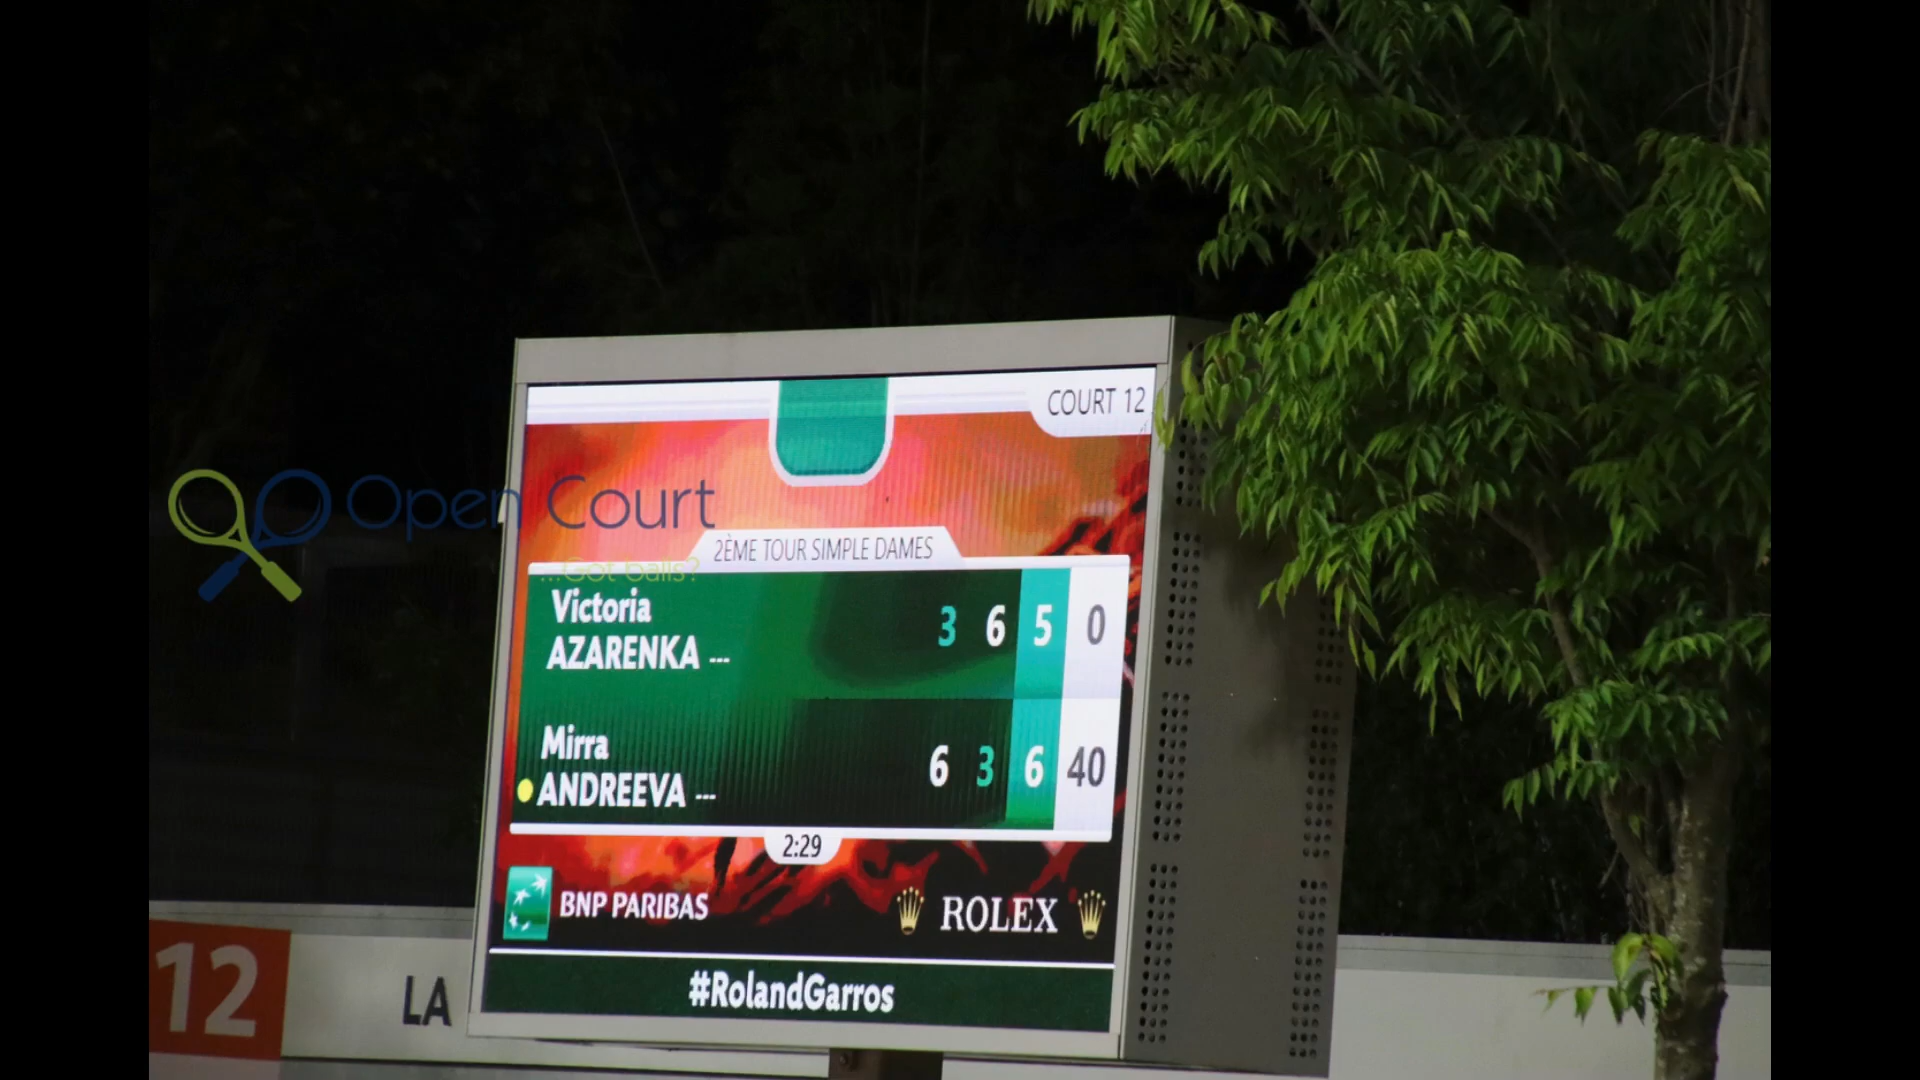 COURT 12
Open Court
...Got balls?
2ÈME TOUR SIMPLE DAMES
Victoria
AZARENKA --- 3 6 5 0
Mirra
ANDREEVA --- 6 3 6 40
2:29
BNP PARIBAS ROLEX
#RolandGarros
12 LA